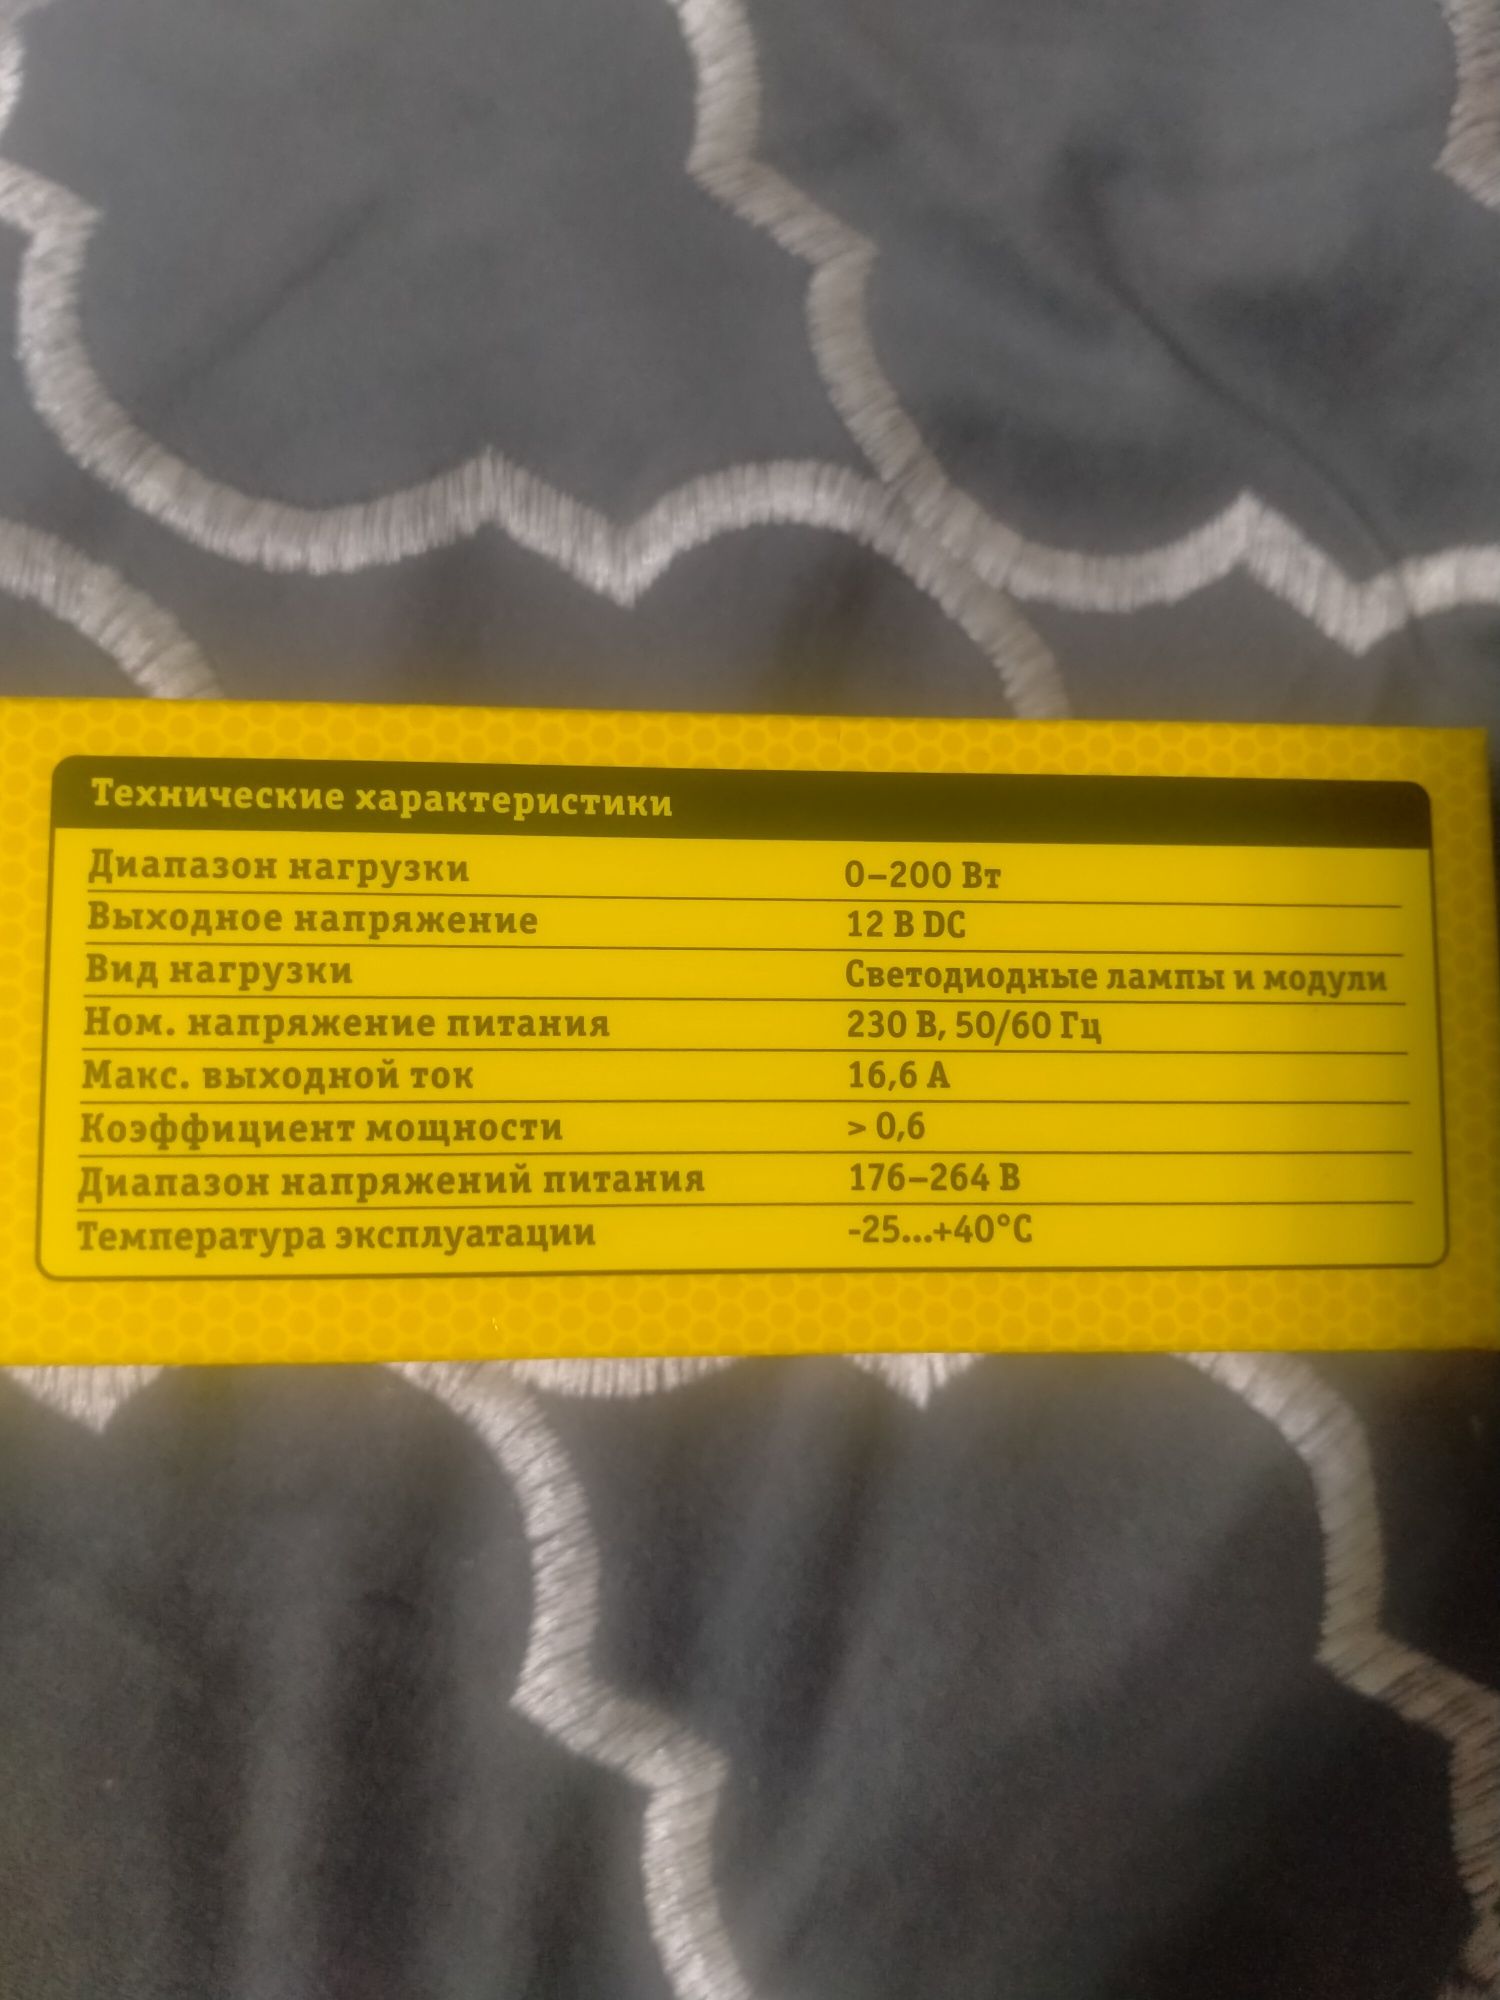 Технические характеристики
Диапазон нагрузки 0–200 Вт
Выходное напряжение 12 В DC
Вид нагрузки Светодиодные лампы и модули
Ном. напряжение питания 230 В, 50/60 Гц
Макс. выходной ток 16,6 А
Коэффициент мощности > 0,6
Диапазон напряжений питания 176–264 В
Температура эксплуатации -25...+40°C